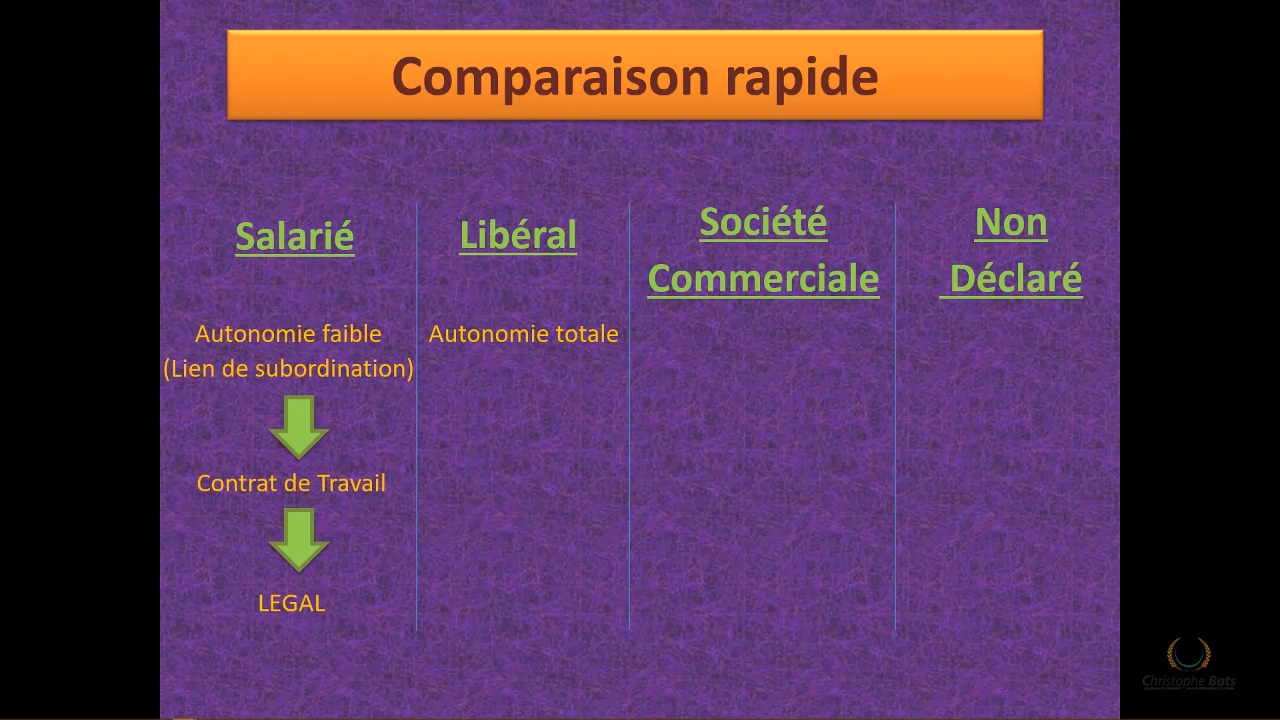 Comparaison rapide
Salarié
Libéral
Société
Commerciale
Non
Déclaré
Autonomie faible
(Lien de subordination)
Autonomie totale
Contrat de Travail
LEGAL
Christophe Bats